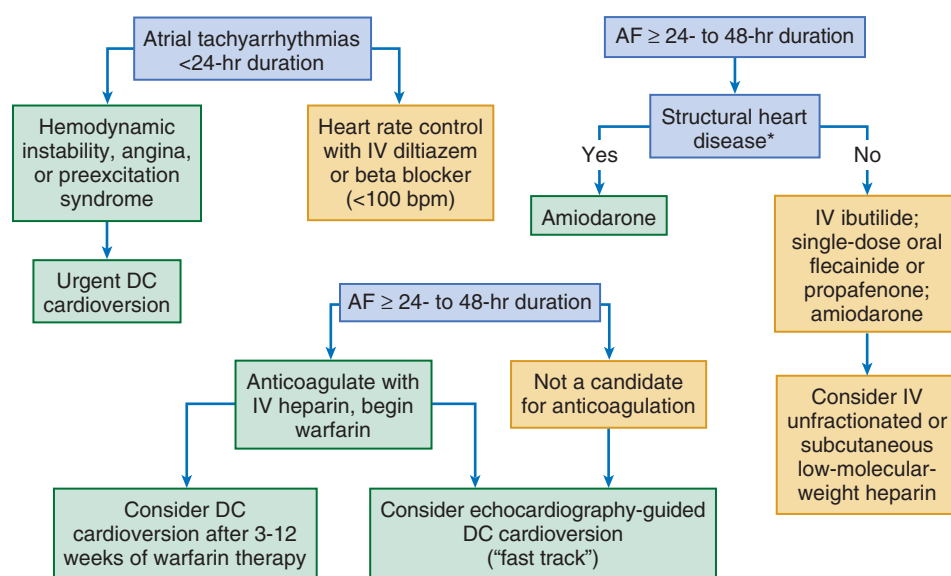 Atrial tachyarrhythmias
<24-hr duration
Hemodynamic
instability, angina,
or preexcitation
syndrome
Urgent DC
cardioversion
Heart rate control
with IV diltiazem
or beta blocker
(<100 bpm)
AF ≥ 24- to 48-hr duration
Structural heart
disease*
Yes
No
Amiodarone
IV ibutilide;
single-dose oral
flecainide or
propafenone;
amiodarone
Consider IV
unfractionated or
subcutaneous
low-molecular-
weight heparin
AF ≥ 24- to 48-hr duration
Anticoagulate with
IV heparin, begin
warfarin
Not a candidate
for anticoagulation
Consider DC
cardioversion after 3-12
weeks of warfarin therapy
Consider echocardiography-guided
DC cardioversion
(“fast track”)